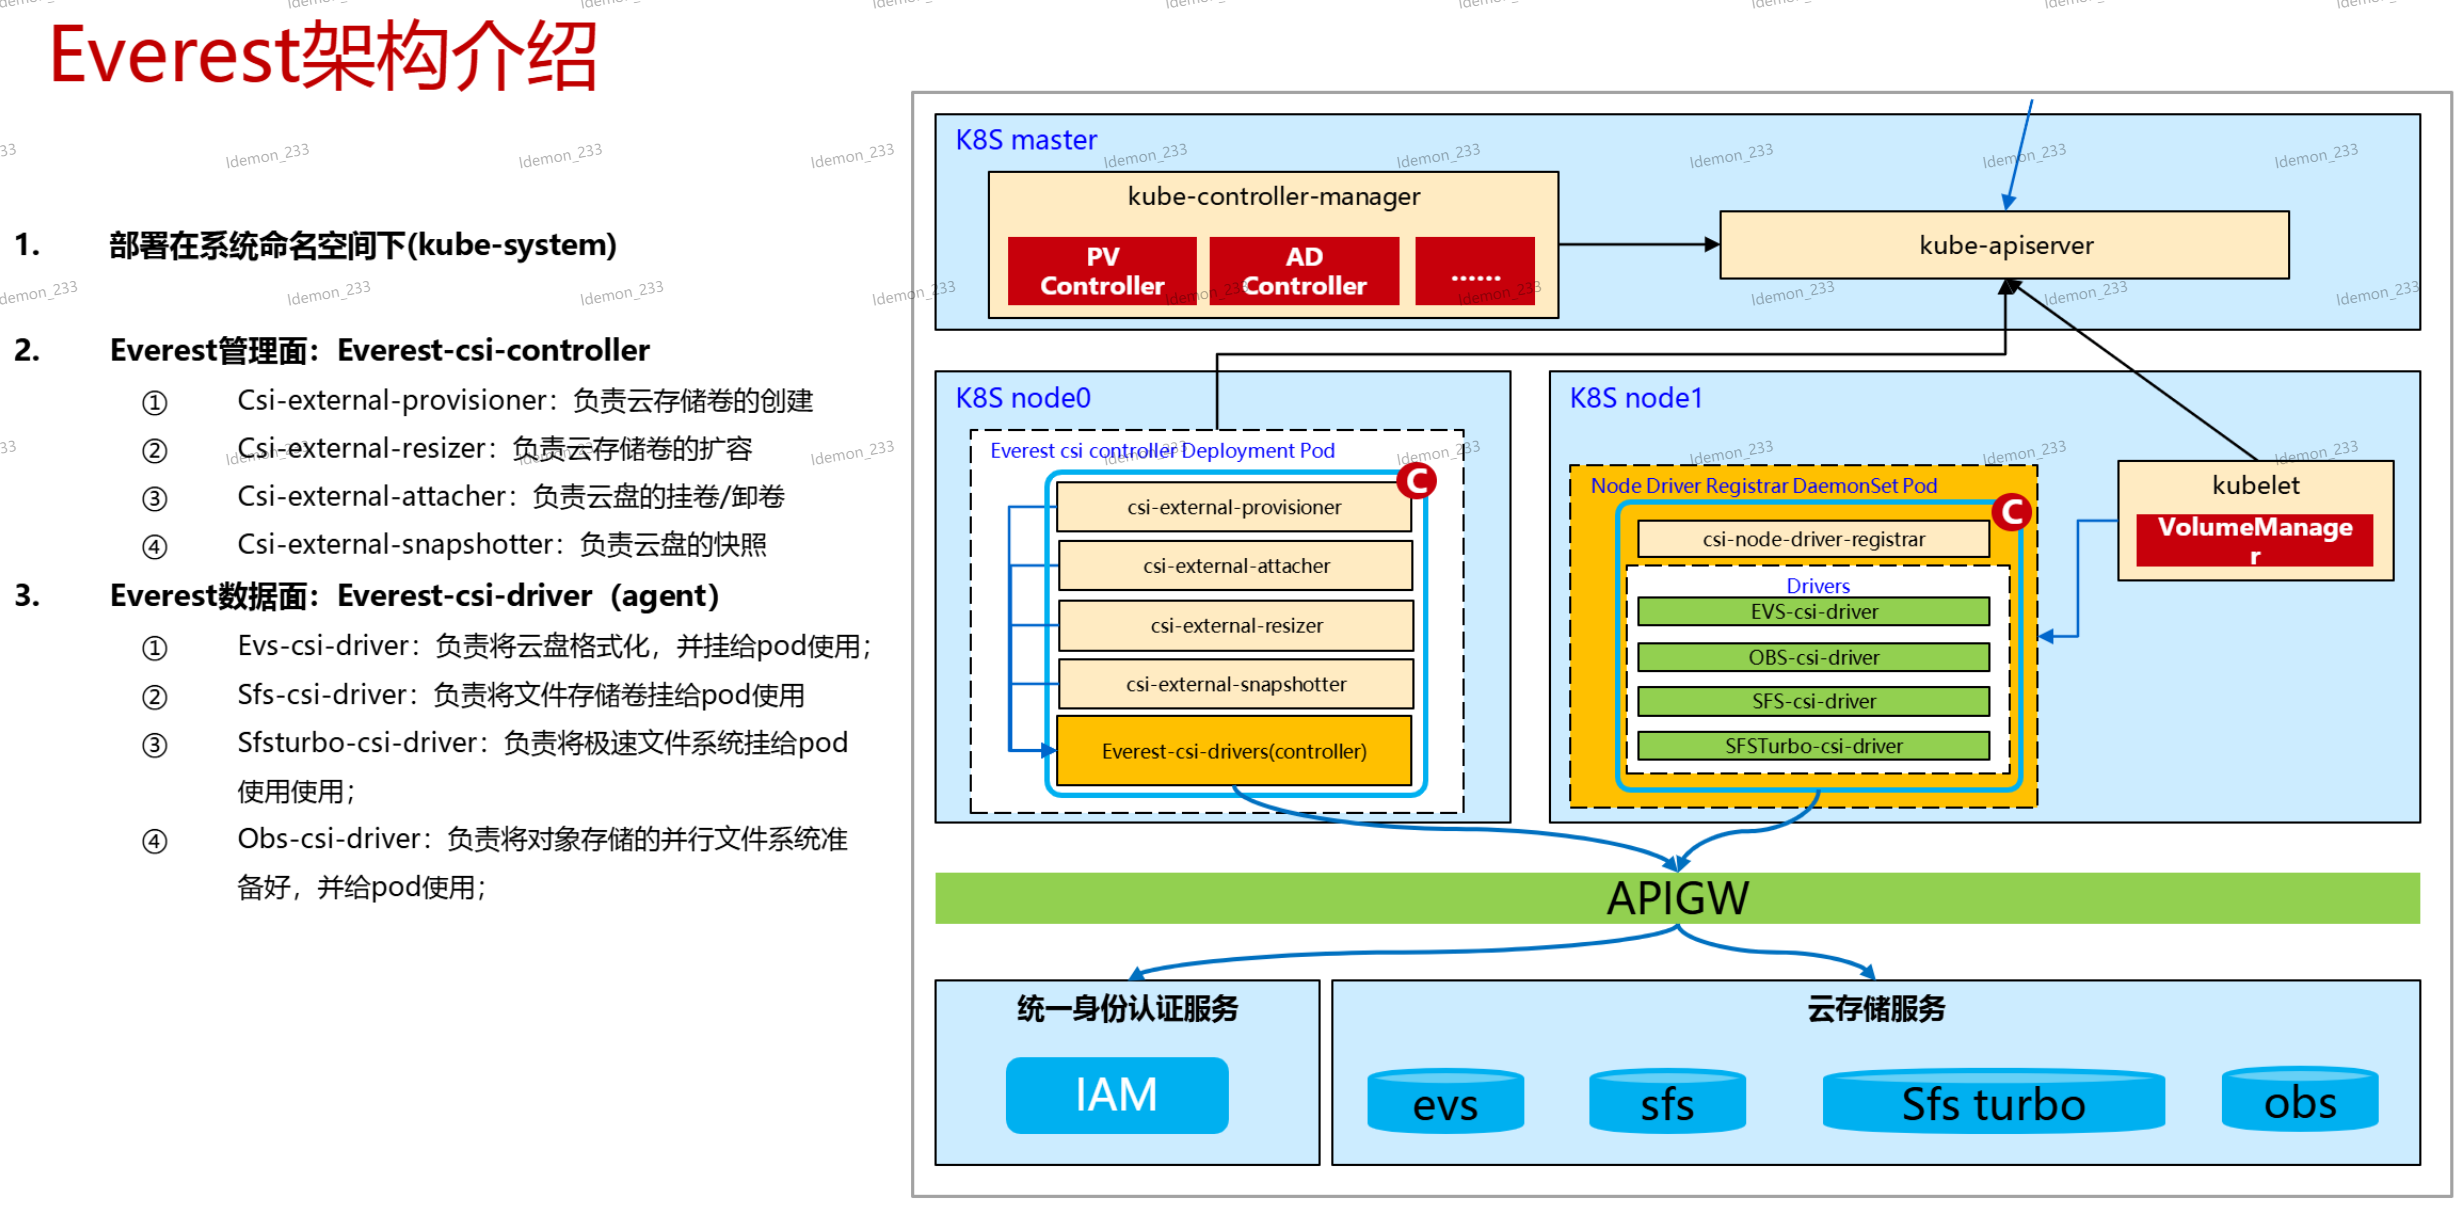 Everest架构介绍
1. 部署在系统命名空间下(kube-system)
2. Everest管理面：Everest-csi-controller
① Csi-external-provisioner：负责云存储卷的创建
② Csi-external-resizer：负责云存储卷的扩容
③ Csi-external-attacher：负责云盘的挂卷/卸卷
④ Csi-external-snapshotter：负责云盘的快照
3. Everest数据面：Everest-csi-driver（agent）
① Evs-csi-driver：负责将云盘格式化，并挂给pod使用；
② Sfs-csi-driver：负责将文件存储卷挂给pod使用
③ Sfsturbo-csi-driver：负责将极速文件系统挂给pod
使用使用；
④ Obs-csi-driver：负责将对象存储的并行文件系统准
备好，并给pod使用；
K8S master
kube-controller-manager
PV
Controller
AD
Controller
......
kube-apiserver
K8S node0
Everest csi controller Deployment Pod
C
csi-external-provisioner
csi-external-attacher
csi-external-resizer
csi-external-snapshotter
Everest-csi-drivers(controller)
K8S node1
Node Driver Registrar DaemonSet Pod
C
csi-node-driver-registrar
Drivers
EVS-csi-driver
OBS-csi-driver
SFS-csi-driver
SFSTurbo-csi-driver
kubelet
VolumeManage
r
APIGW
统一身份认证服务
IAM
云存储服务
evs
sfs
Sfs turbo
obs
ldemon_233